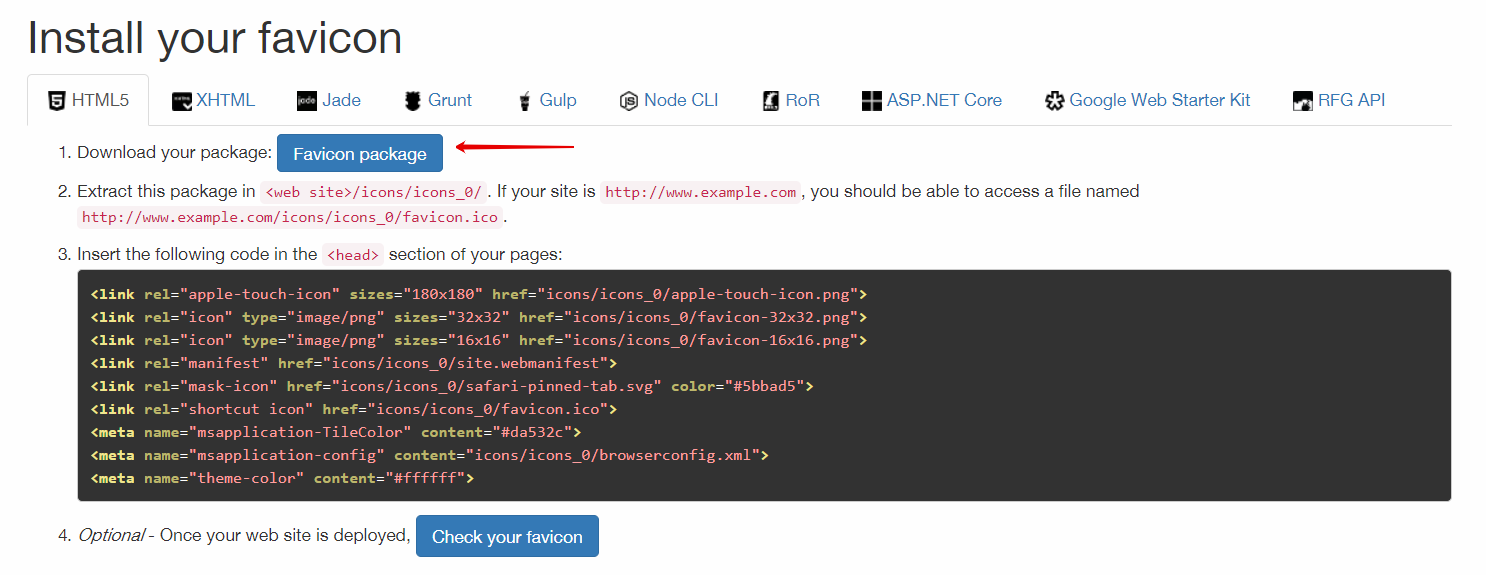 Install your favicon
HTML5 XHTML Jade Grunt Gulp Node CLI RoR ASP.NET Core Google Web Starter Kit RFG API
1. Download your package: Favicon package
2. Extract this package in <web site>/icons/icons_0/. If your site is http://www.example.com, you should be able to access a file named
http://www.example.com/icons/icons_0/favicon.ico.
3. Insert the following code in the <head> section of your pages:
<link rel="apple-touch-icon" sizes="180x180" href="icons/icons_0/apple-touch-icon.png">
<link rel="icon" type="image/png" sizes="32x32" href="icons/icons_0/favicon-32x32.png">
<link rel="icon" type="image/png" sizes="16x16" href="icons/icons_0/favicon-16x16.png">
<link rel="manifest" href="icons/icons_0/site.webmanifest">
<link rel="mask-icon" href="icons/icons_0/safari-pinned-tab.svg" color="#5bbad5">
<link rel="shortcut icon" href="icons/icons_0/favicon.ico">
<meta name="msapplication-TileColor" content="#da532c">
<meta name="msapplication-config" content="icons/icons_0/browserconfig.xml">
<meta name="theme-color" content="#ffffff">
4. Optional - Once your web site is deployed, Check your favicon